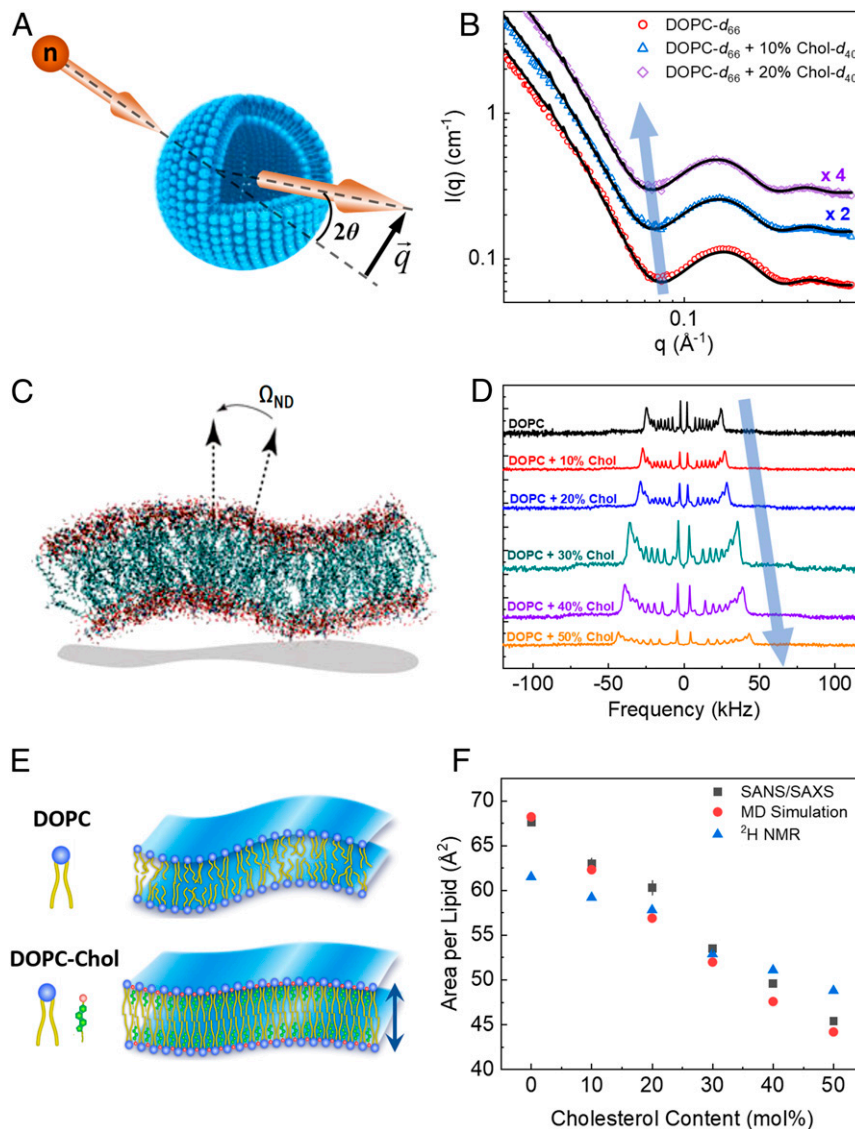 A
n
2θ
q⃗
B
I(q) (cm⁻¹)
1
0.1
DOPC-d₆₆
DOPC-d₆₆ + 10% Chol-d₄₀
DOPC-d₆₆ + 20% Chol-d₄₀
x 4
x 2
0.1
q (Å⁻¹)
C
Ω_ND
D
DOPC
DOPC + 10% Chol
DOPC + 20% Chol
DOPC + 30% Chol
DOPC + 40% Chol
DOPC + 50% Chol
-100 -50 0 50 100
Frequency (kHz)
E
DOPC
DOPC-Chol
F
SANS/SAXS
MD Simulation
²H NMR
Area per Lipid (Å²)
70
65
60
55
50
45
40
0 10 20 30 40 50
Cholesterol Content (mol%)